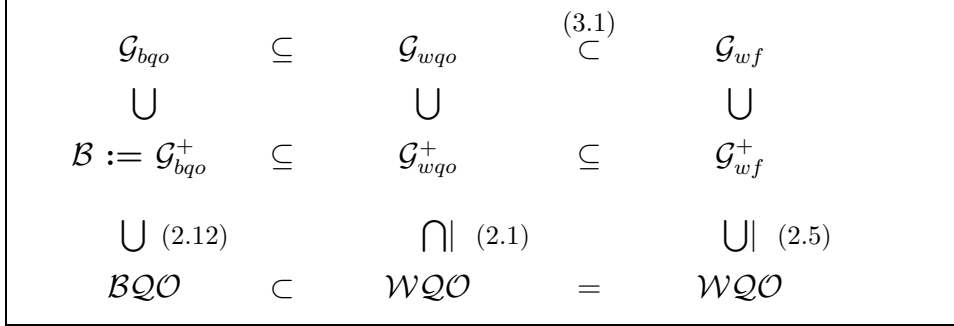 (3.1)
𝒢_bqo ⊆ 𝒢_wqo ⊂ 𝒢_wf
⋃ ⋃ ⋃
ℬ := 𝒢⁺_bqo ⊆ 𝒢⁺_wqo ⊆ 𝒢⁺_wf
⋃ (2.12) ⋂| (2.1) ⋃| (2.5)
ℬ𝒬𝒪 ⊂ 𝒲𝒬𝒪 = 𝒲𝒬𝒪